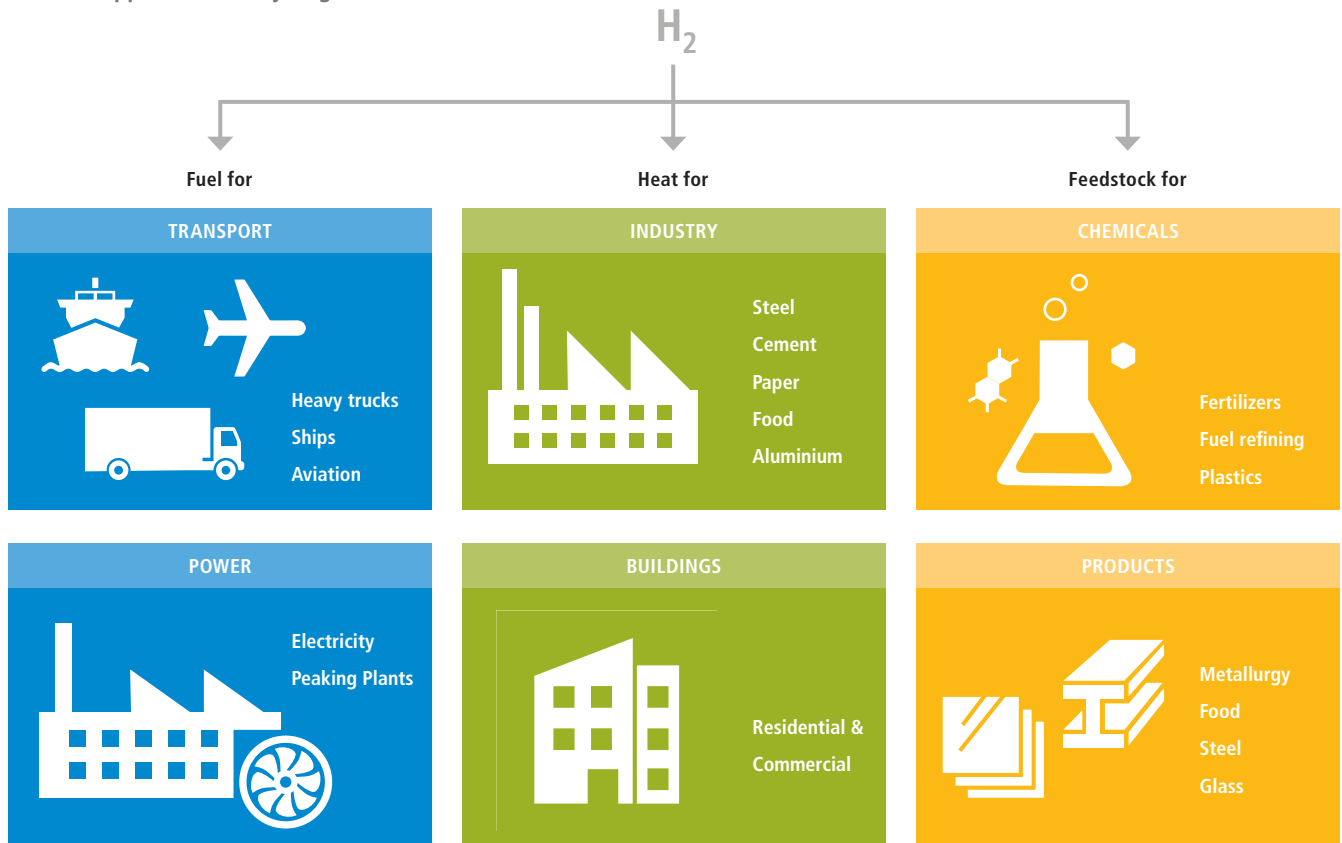 H₂
Fuel for
Heat for
Feedstock for
TRANSPORT
INDUSTRY
CHEMICALS
Heavy trucks
Ships
Aviation
Steel
Cement
Paper
Food
Aluminium
Fertilizers
Fuel refining
Plastics
POWER
BUILDINGS
PRODUCTS
Electricity
Peaking Plants
Residential &
Commercial
Metallurgy
Food
Steel
Glass